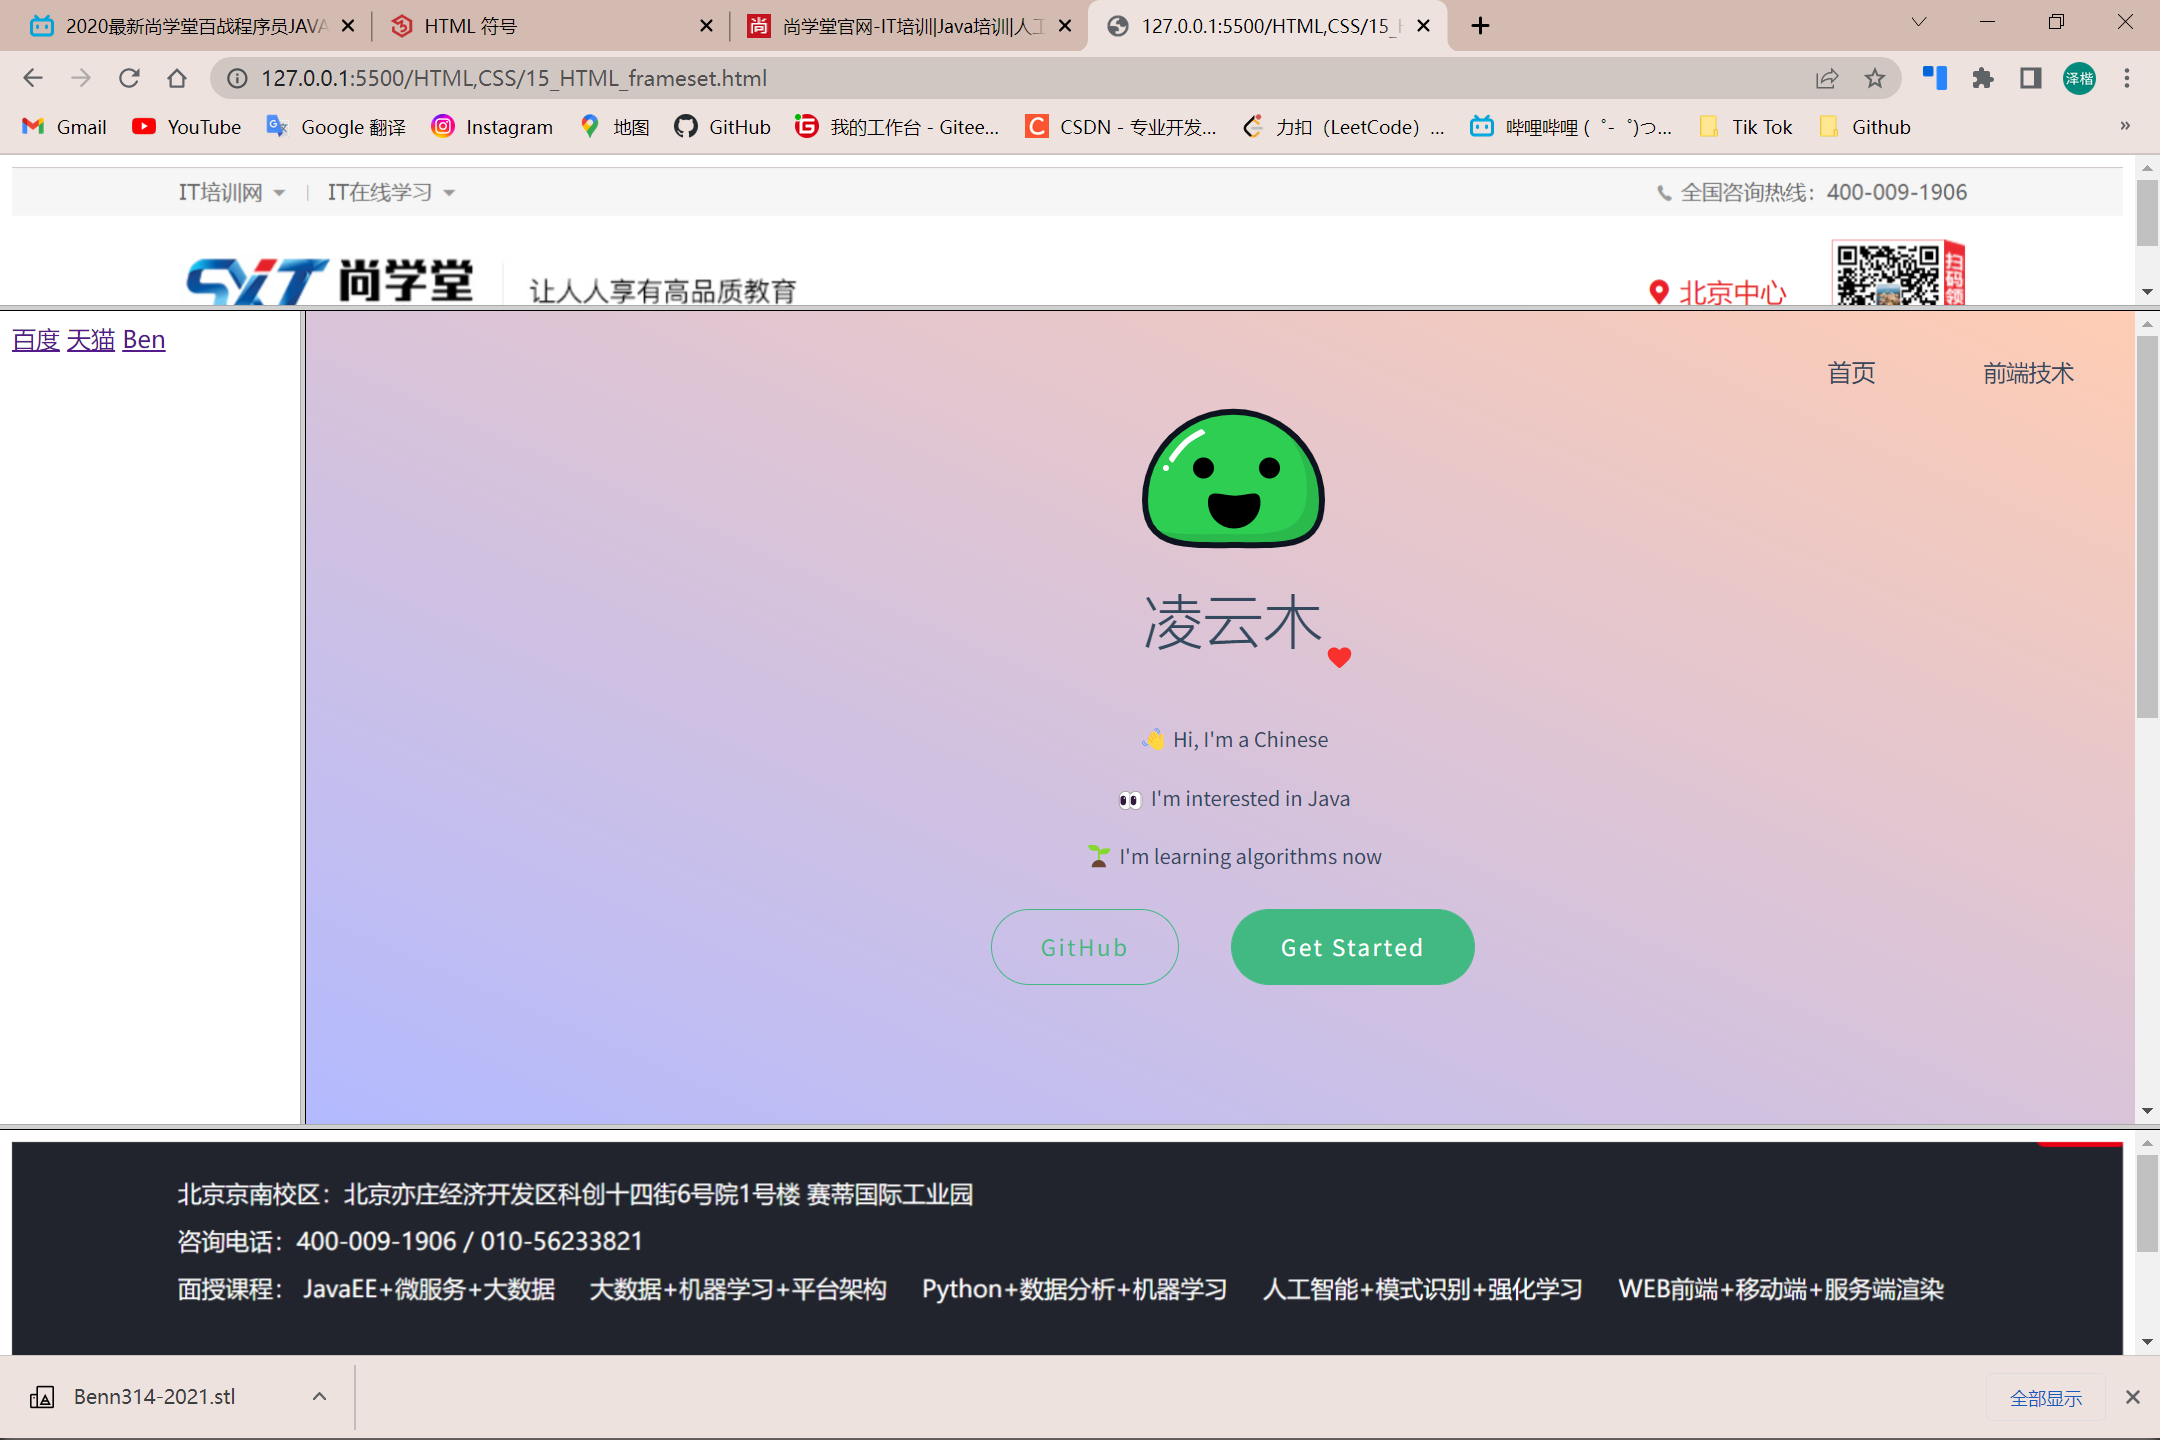 2020最新尚学堂百战程序员JAVA
HTML 符号
尚学堂官网-IT培训|Java培训|人工
127.0.0.1:5500/HTML,CSS/15_
127.0.0.1:5500/HTML,CSS/15_HTML_frameset.html
泽楷
Gmail YouTube Google 翻译 Instagram 地图 GitHub 我的工作台 - Gitee... CSDN - 专业开发... 力扣（LeetCode）... 哔哩哔哩 (゜-゜)つ... Tik Tok Github »
IT培训网 IT在线学习 全国咨询热线：400-009-1906
SXT 尚学堂 让人人享有高品质教育 北京中心 扫码领
百度 天猫 Ben
首页 前端技术
凌云木
👋 Hi, I'm a Chinese
👀 I'm interested in Java
🌱 I'm learning algorithms now
GitHub Get Started
北京京南校区：北京亦庄经济开发区科创十四街6号院1号楼 赛蒂国际工业园
咨询电话：400-009-1906 / 010-56233821
面授课程： JavaEE+微服务+大数据 大数据+机器学习+平台架构 Python+数据分析+机器学习 人工智能+模式识别+强化学习 WEB前端+移动端+服务端渲染
Benn314-2021.stl 全部显示